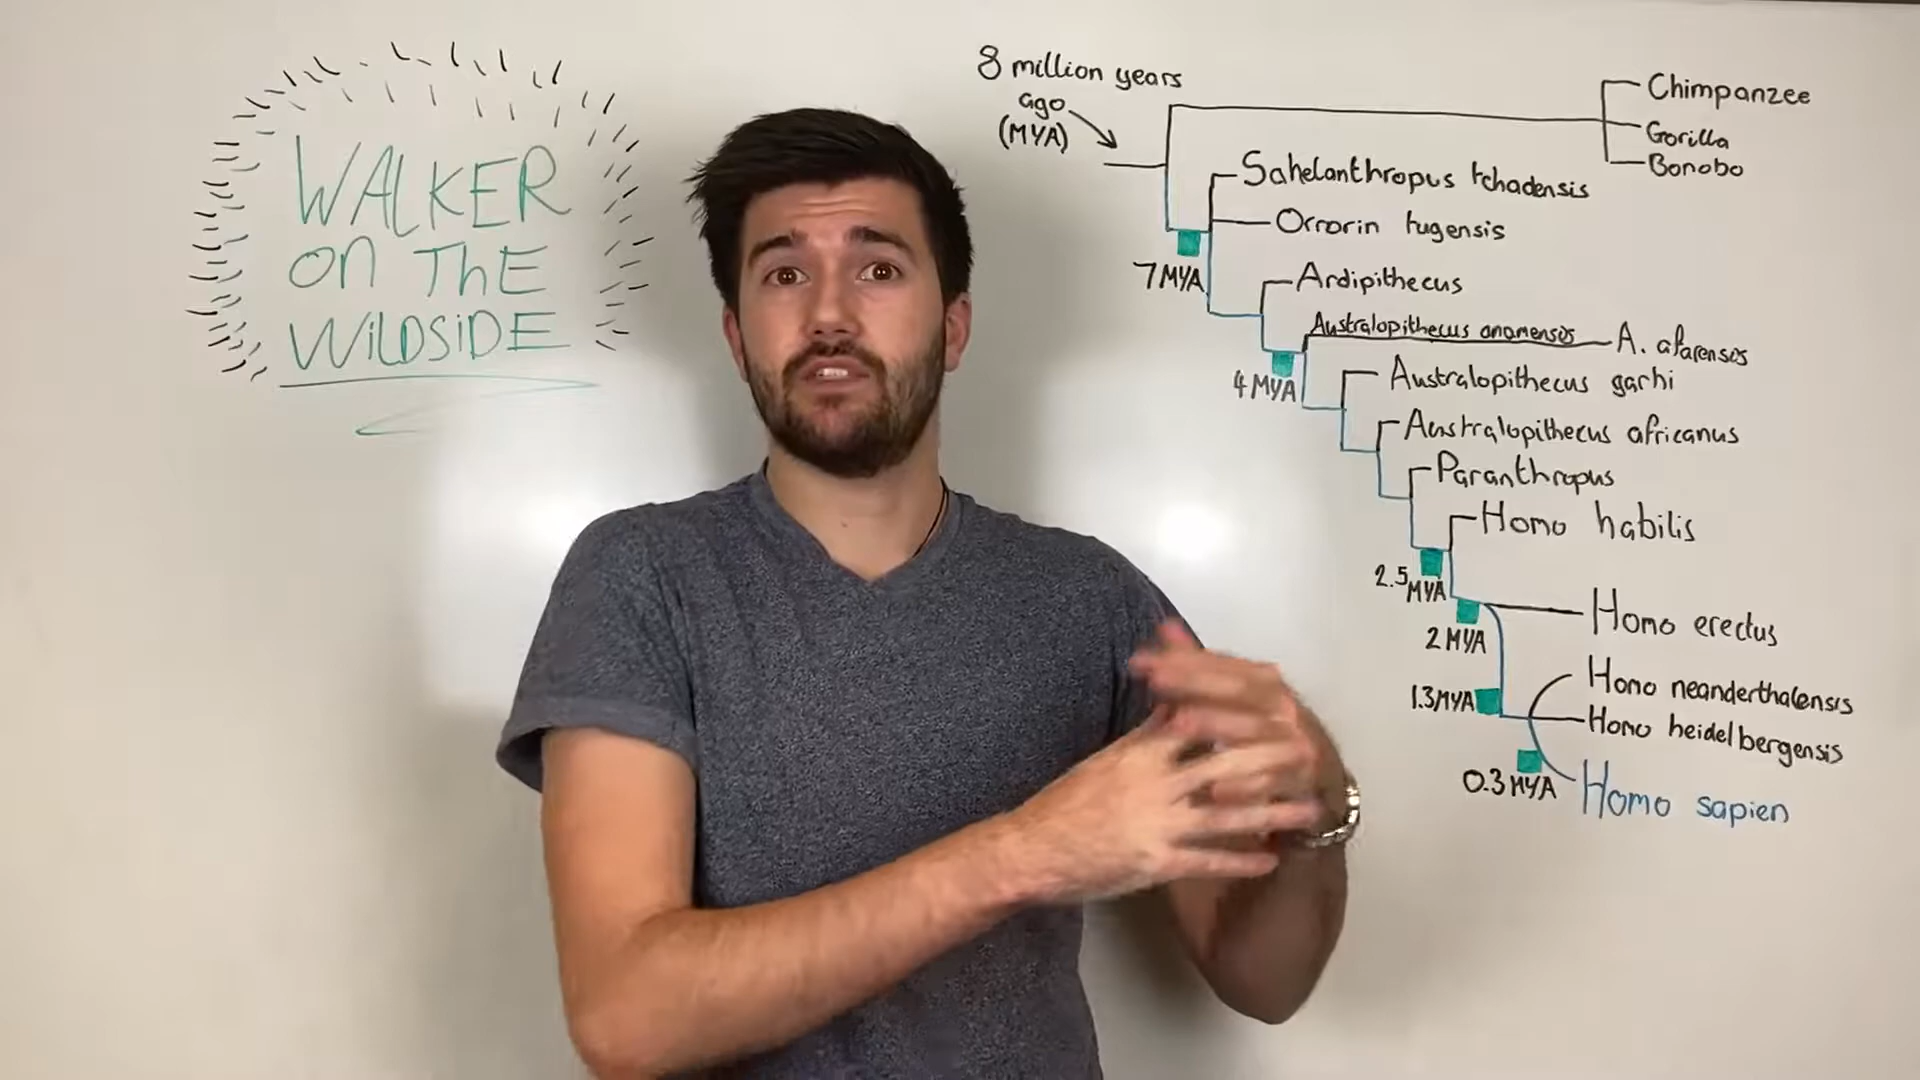 WALKER
ON THE
WILDSIDE
8 million years
ago
(MYA)
Chimpanzee
Gorilla
Bonobo
Sahelanthropus tchadensis
Orrorin tugensis
7 MYA
Ardipithecus
Australopithecus anamensis
A. afarensis
4 MYA
Australopithecus garhi
Australopithecus africanus
Paranthropus
Homo habilis
2.5 MYA
Homo erectus
2 MYA
Homo neanderthalensis
1.3 MYA
Homo heidelbergensis
0.3 MYA
Homo sapien